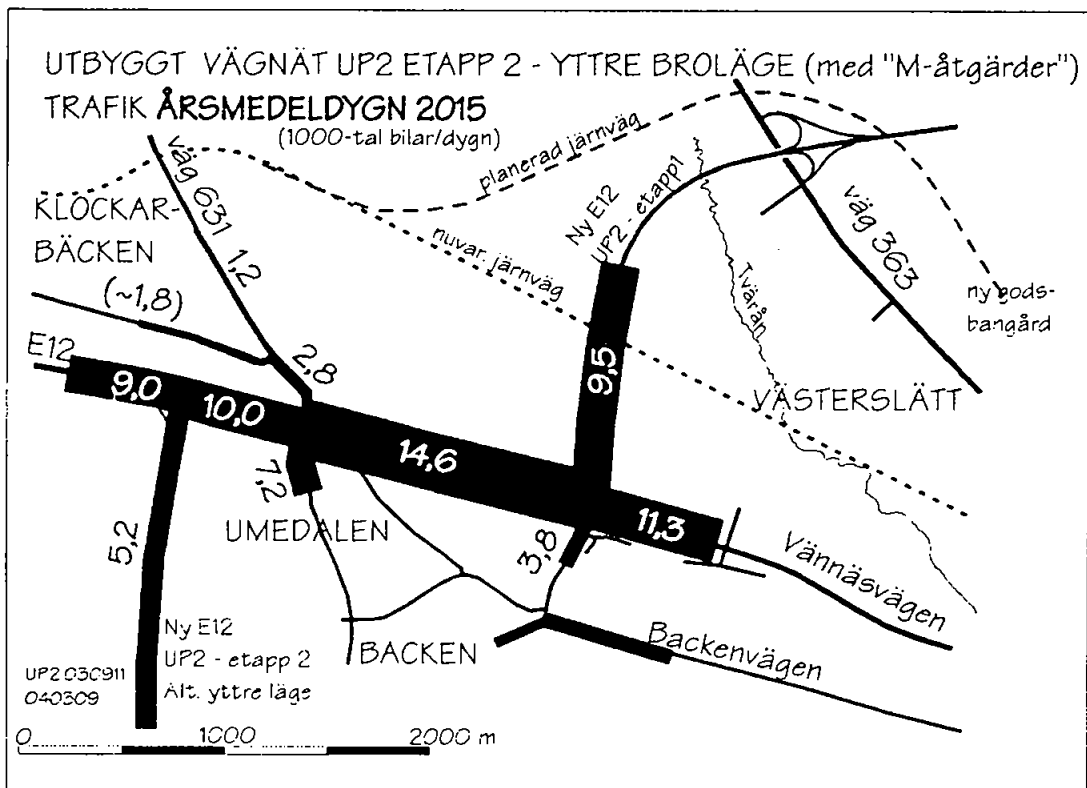 UTBYGGT VÄGNÄT UP2 ETAPP 2 - YTTRE BROLÄGE (med "M-åtgärder")
TRAFIK ÅRSMEDELDYGN 2015
(1000-tal bilar/dygn)
planerad järnväg
väg 631
1,2
KLOCKAR-
BÄCKEN
(~1,8)
nuvar. järnväg
Ny E12
UP2 - etapp1
Tvärån
väg 363
ny gods-
bangård
E12
2,8
9,0
10,0
9,5
VÄSTERSLÄTT
14,6
7,2
11,3
UMEDALEN
5,2
3,8
Vännäsvägen
Ny E12
UP2 - etapp 2
Alt. yttre läge
BACKEN
Backenvägen
UP2 030911
040309
0 1000 2000 m